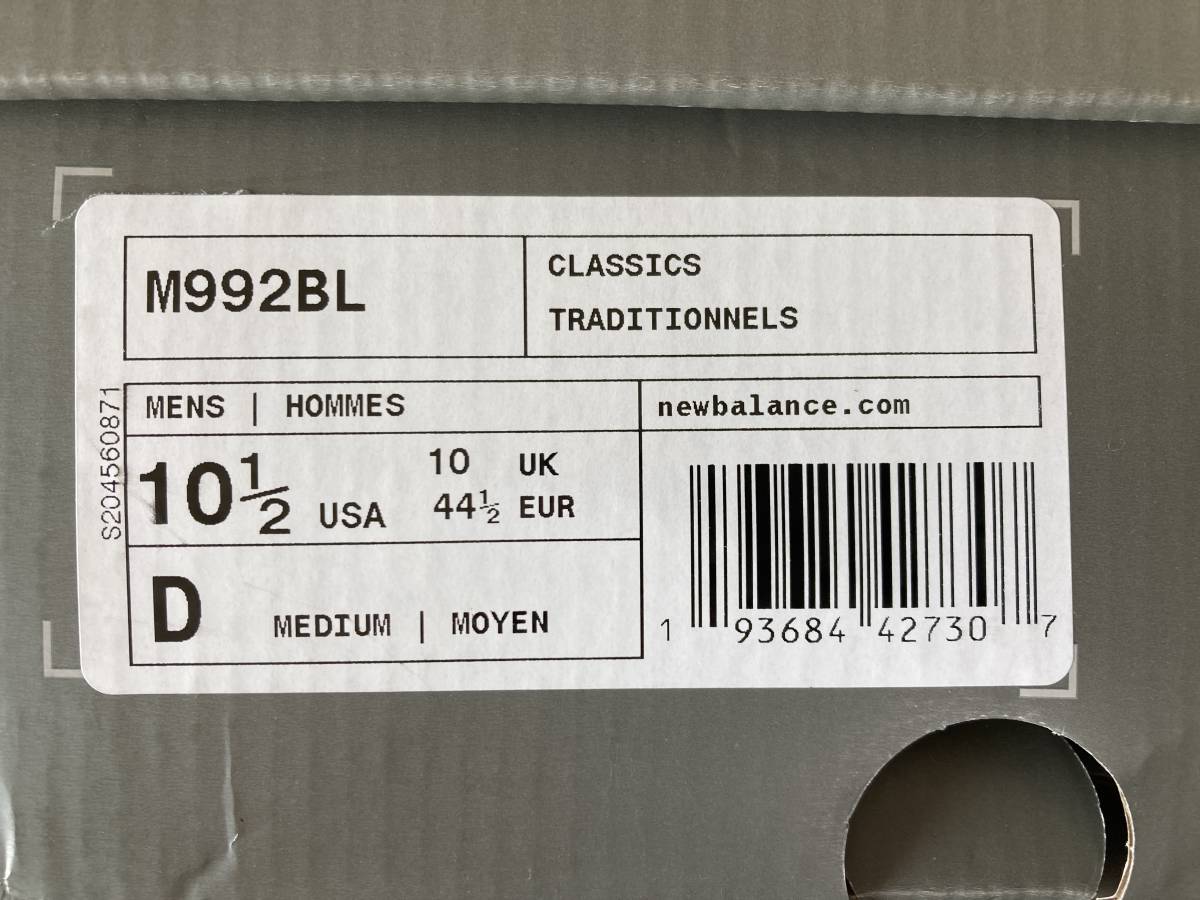 M992BL
CLASSICS
TRADITIONNELS
S204560871
MENS | HOMMES
newbalance.com
10½ USA
10 UK
44½ EUR
D MEDIUM | MOYEN
1 93684 42730 7